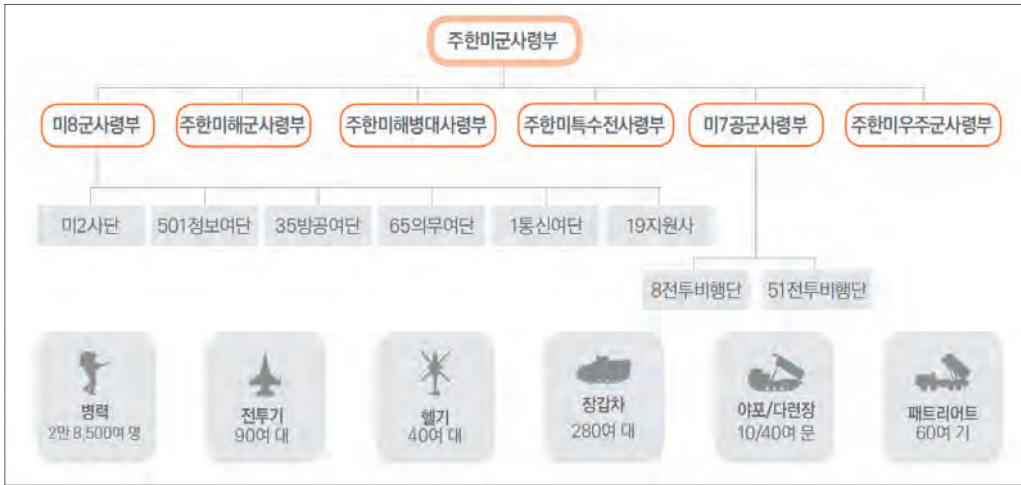 주한미군사령부
미8군사령부 주한미해군사령부 주한미해병대사령부 주한미특수전사령부 미7공군사령부 주한미우주군사령부
미2사단 501정보여단 35방공여단 65의무여단 1통신여단 19지원사
8전투비행단 51전투비행단
병력 전투기 헬기 장갑차 야포/다련장 패트리어트
2만 8,500여 명 90여 대 40여 대 280여 대 10/40여 문 60여 기